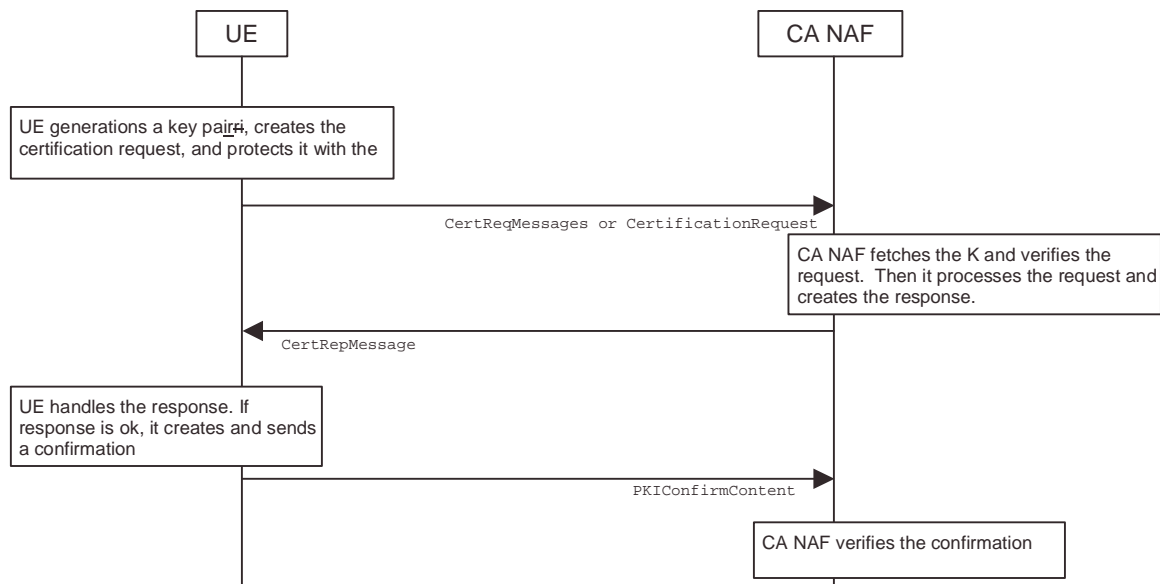 UE
CA NAF
UE generations a key pairri, creates the
certification request, and protects it with the
CertReqMessages or CertificationRequest
CA NAF fetches the K and verifies the
request. Then it processes the request and
creates the response.
CertRepMessage
UE handles the response. If
response is ok, it creates and sends
a confirmation
PKIConfirmContent
CA NAF verifies the confirmation